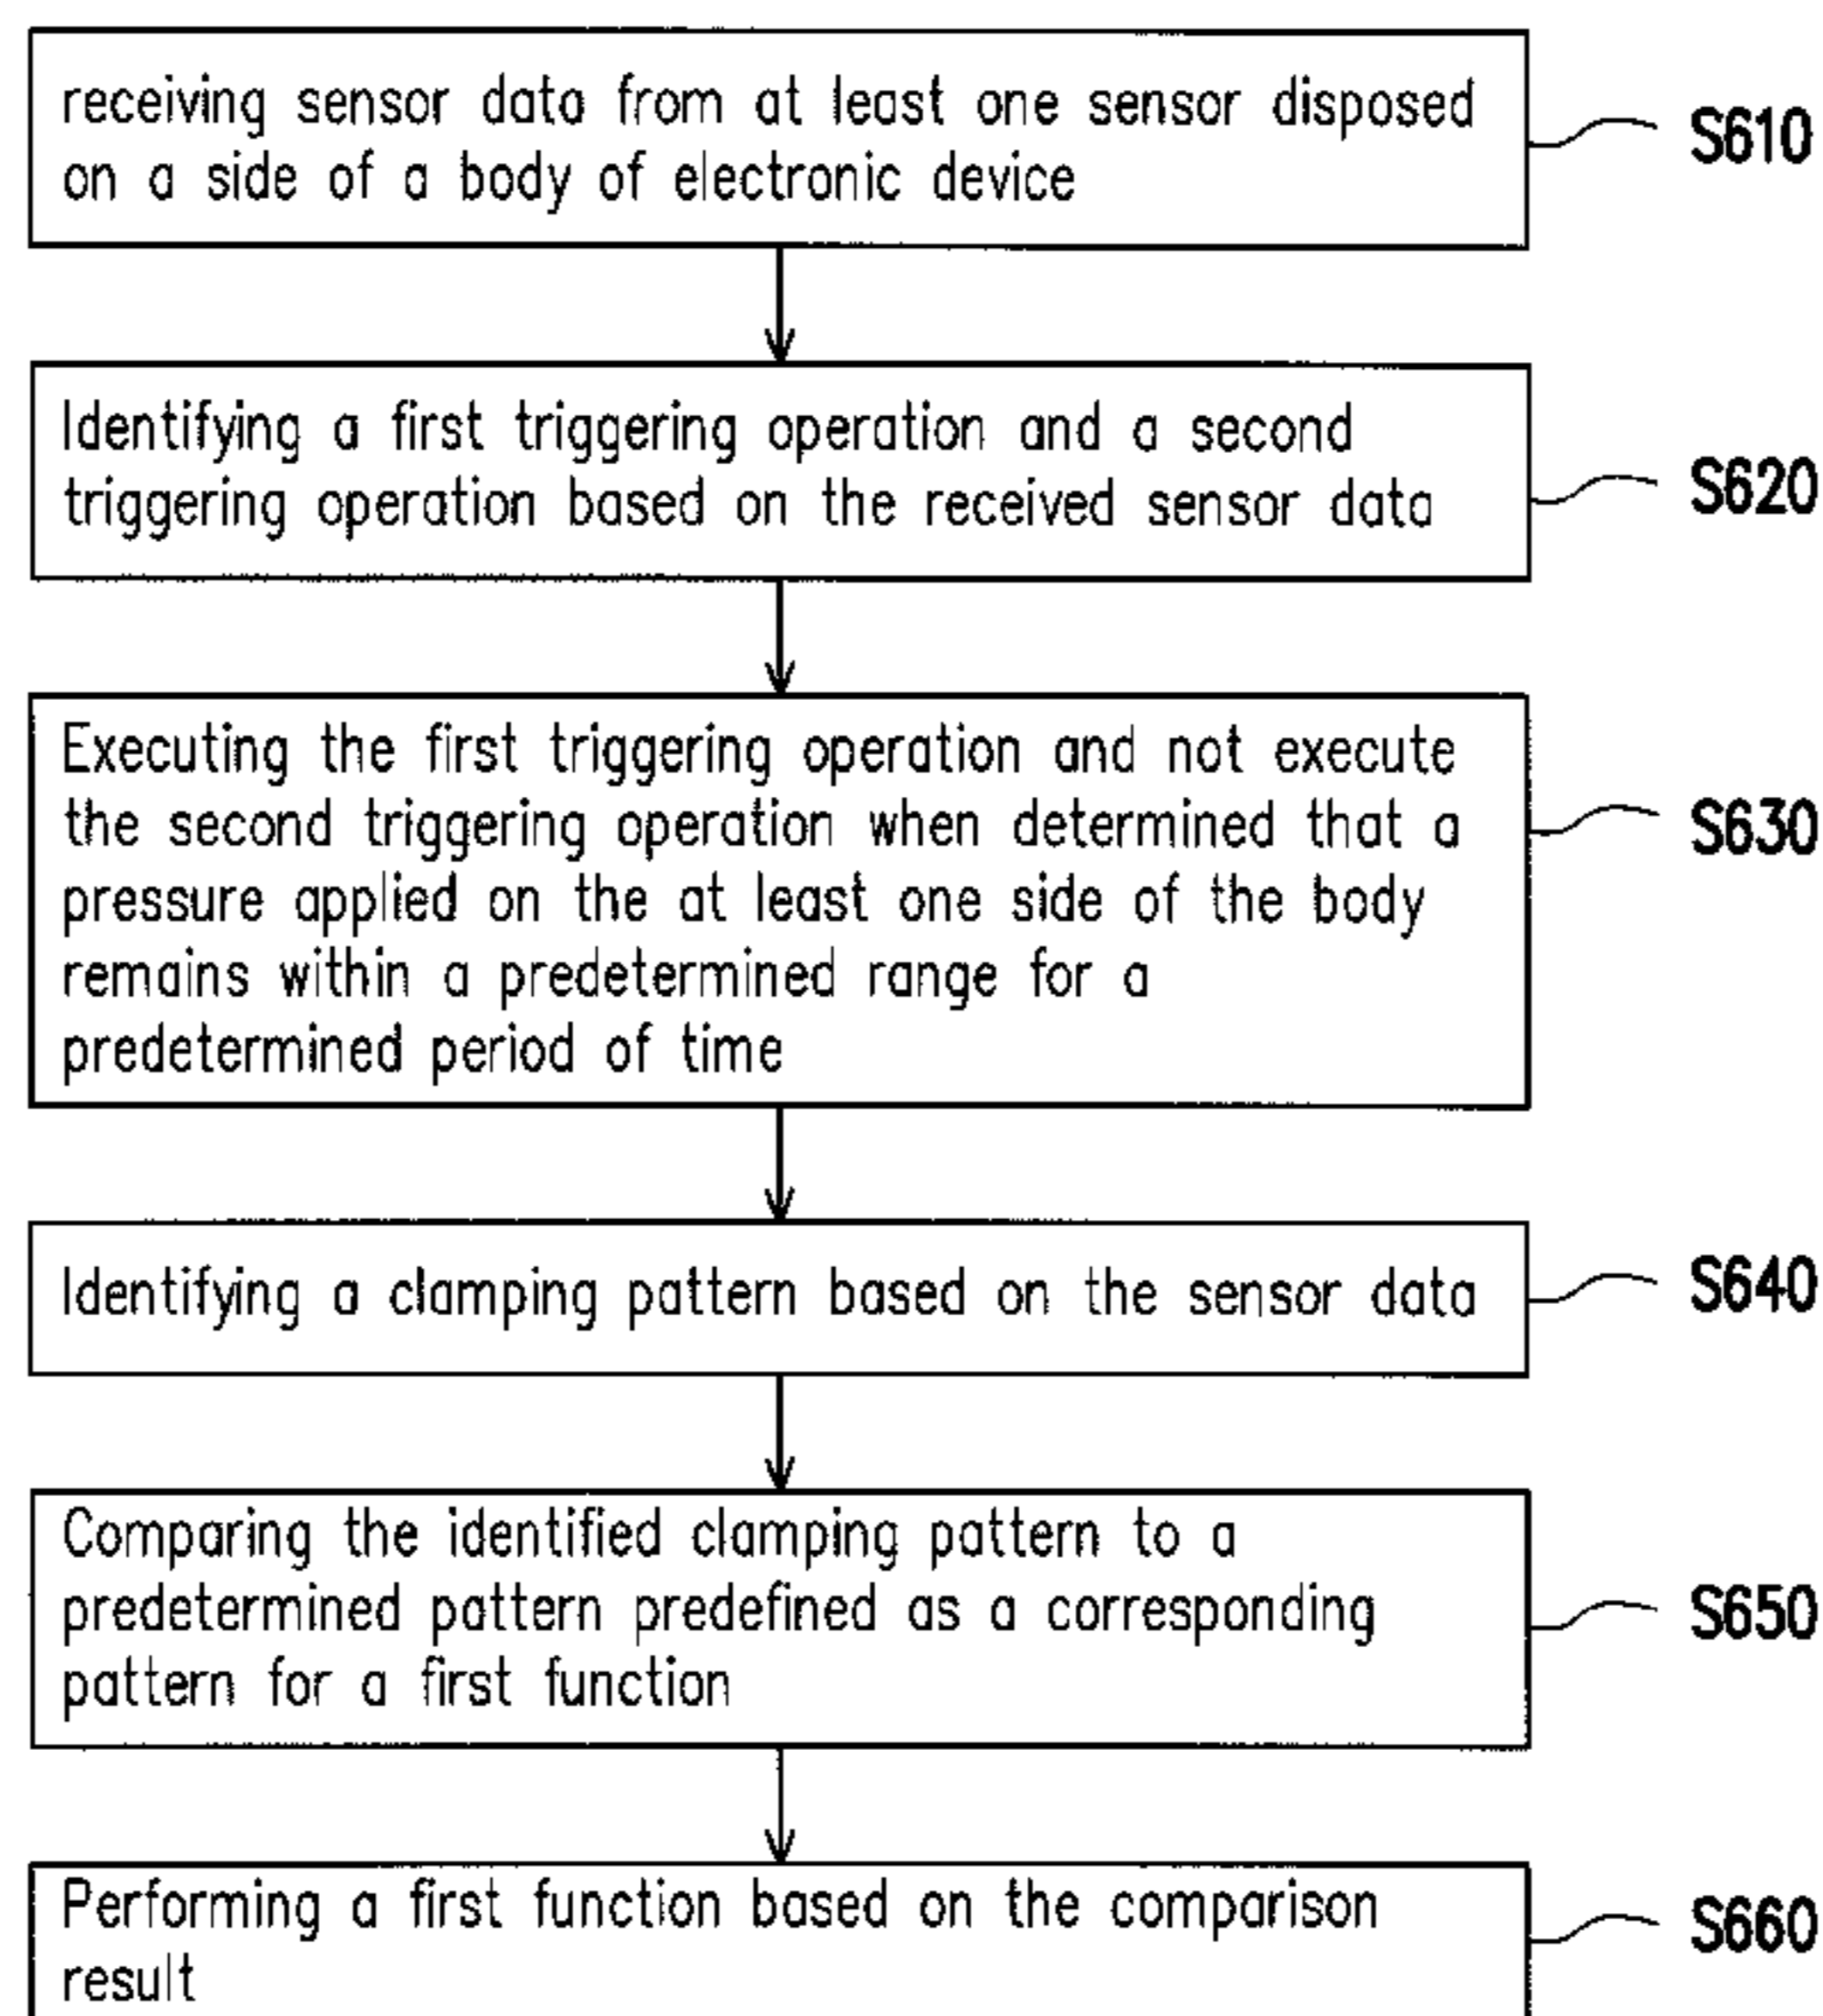 receiving sensor data from at least one sensor disposed
on a side of a body of electronic device
S610
Identifying a first triggering operation and a second
triggering operation based on the received sensor data
S620
Executing the first triggering operation and not execute
the second triggering operation when determined that a
pressure applied on the at least one side of the body
remains within a predetermined range for a
predetermined period of time
S630
Identifying a clamping pattern based on the sensor data
S640
Comparing the identified clamping pattern to a
predetermined pattern predefined as a corresponding
pattern for a first function
S650
Performing a first function based on the comparison
result
S660